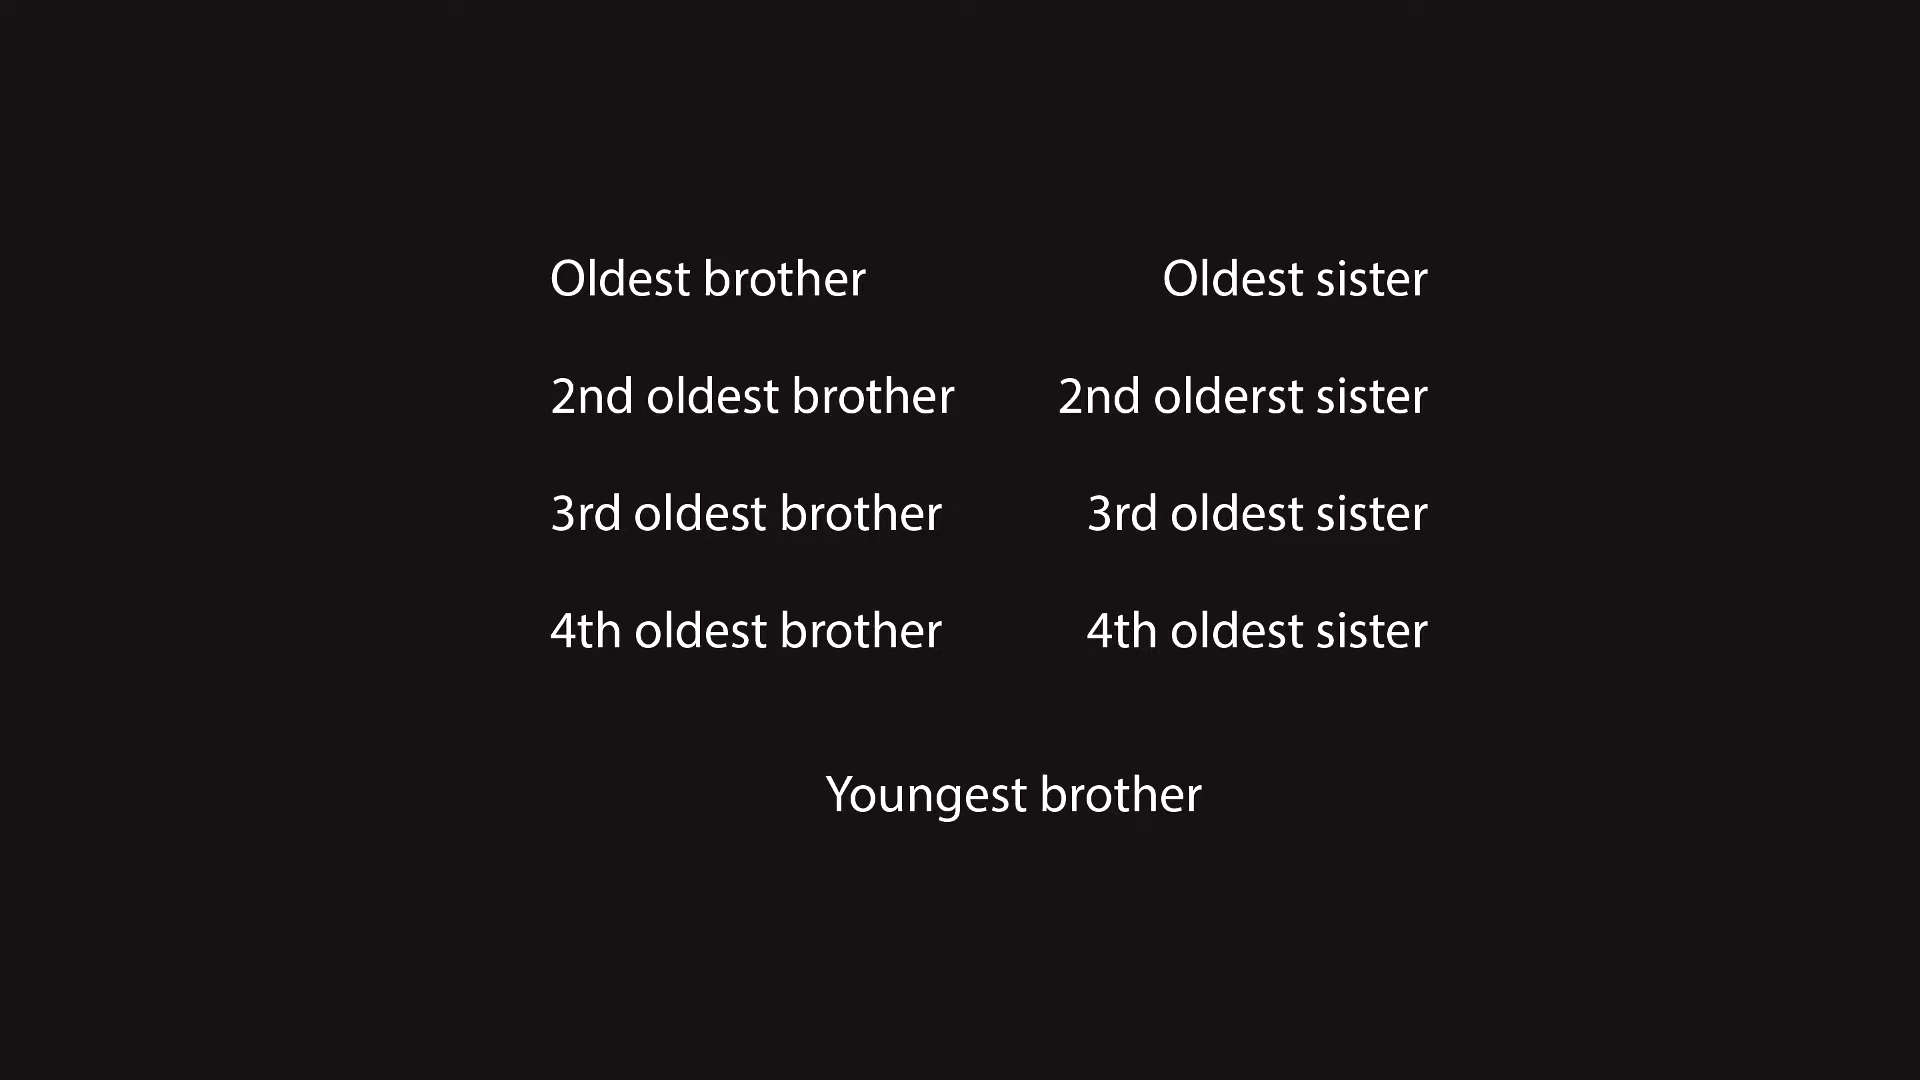 Oldest brother Oldest sister
2nd oldest brother 2nd olderst sister
3rd oldest brother 3rd oldest sister
4th oldest brother 4th oldest sister
Youngest brother